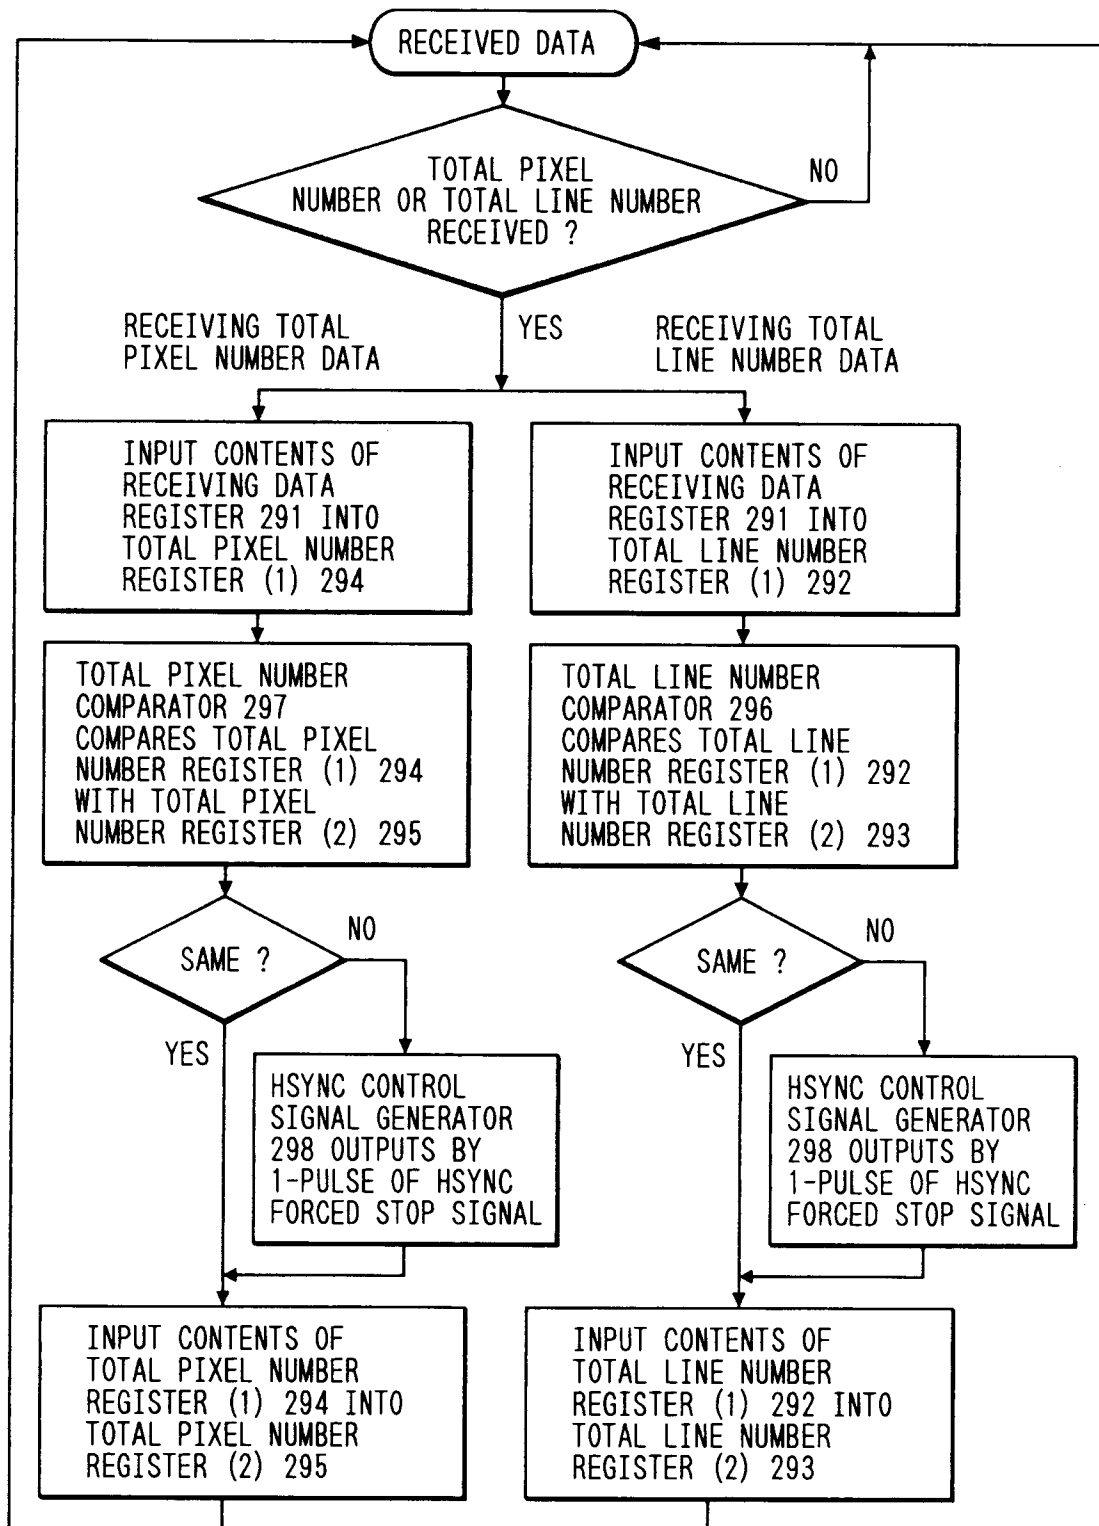 RECEIVED DATA
TOTAL PIXEL
NUMBER OR TOTAL LINE NUMBER
RECEIVED ?
NO
YES
RECEIVING TOTAL
PIXEL NUMBER DATA
RECEIVING TOTAL
LINE NUMBER DATA
INPUT CONTENTS OF
RECEIVING DATA
REGISTER 291 INTO
TOTAL PIXEL NUMBER
REGISTER (1) 294
INPUT CONTENTS OF
RECEIVING DATA
REGISTER 291 INTO
TOTAL LINE NUMBER
REGISTER (1) 292
TOTAL PIXEL NUMBER
COMPARATOR 297
COMPARES TOTAL PIXEL
NUMBER REGISTER (1) 294
WITH TOTAL PIXEL
NUMBER REGISTER (2) 295
TOTAL LINE NUMBER
COMPARATOR 296
COMPARES TOTAL LINE
NUMBER REGISTER (1) 292
WITH TOTAL LINE
NUMBER REGISTER (2) 293
SAME ?
NO
YES
SAME ?
NO
YES
HSYNC CONTROL
SIGNAL GENERATOR
298 OUTPUTS BY
1-PULSE OF HSYNC
FORCED STOP SIGNAL
HSYNC CONTROL
SIGNAL GENERATOR
298 OUTPUTS BY
1-PULSE OF HSYNC
FORCED STOP SIGNAL
INPUT CONTENTS OF
TOTAL PIXEL NUMBER
REGISTER (1) 294 INTO
TOTAL PIXEL NUMBER
REGISTER (2) 295
INPUT CONTENTS OF
TOTAL LINE NUMBER
REGISTER (1) 292 INTO
TOTAL LINE NUMBER
REGISTER (2) 293